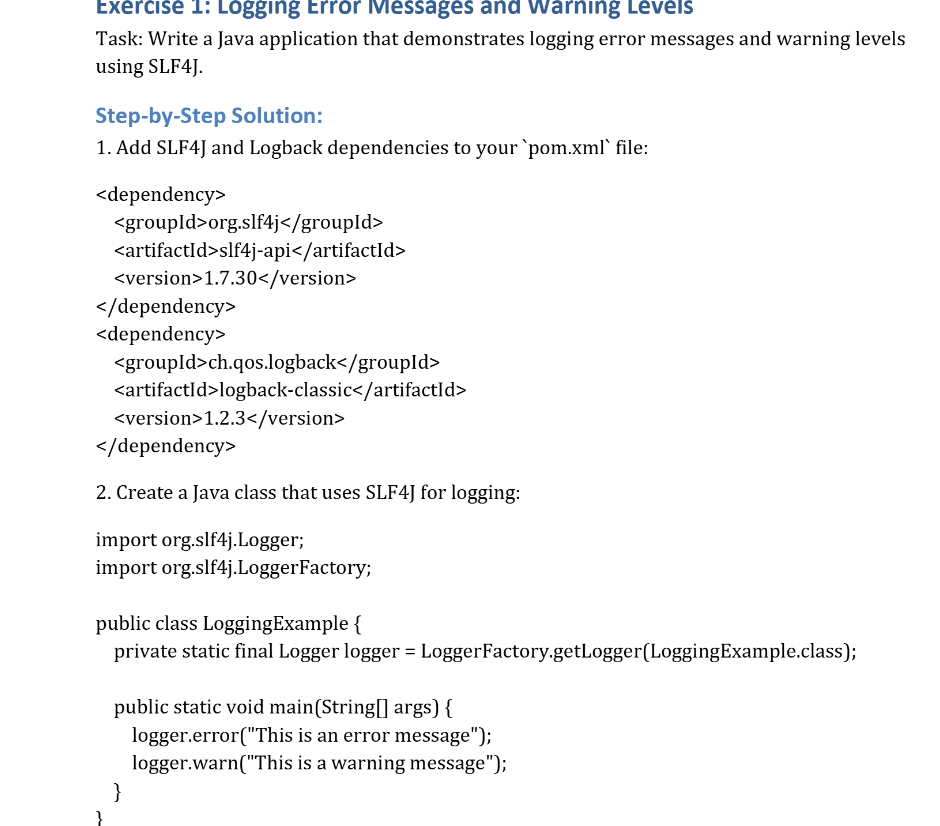 Exercise 1: Logging Error Messages and Warning Levels
Task: Write a Java application that demonstrates logging error messages and warning levels
using SLF4J.
Step-by-Step Solution:
1. Add SLF4J and Logback dependencies to your `pom.xml` file:
<dependency>
<groupId>org.slf4j</groupId>
<artifactId>slf4j-api</artifactId>
<version>1.7.30</version>
</dependency>
<dependency>
<groupId>ch.qos.logback</groupId>
<artifactId>logback-classic</artifactId>
<version>1.2.3</version>
</dependency>
2. Create a Java class that uses SLF4J for logging:
import org.slf4j.Logger;
import org.slf4j.LoggerFactory;
public class LoggingExample {
private static final Logger logger = LoggerFactory.getLogger(LoggingExample.class);
public static void main(String[] args) {
logger.error("This is an error message");
logger.warn("This is a warning message");
}
}